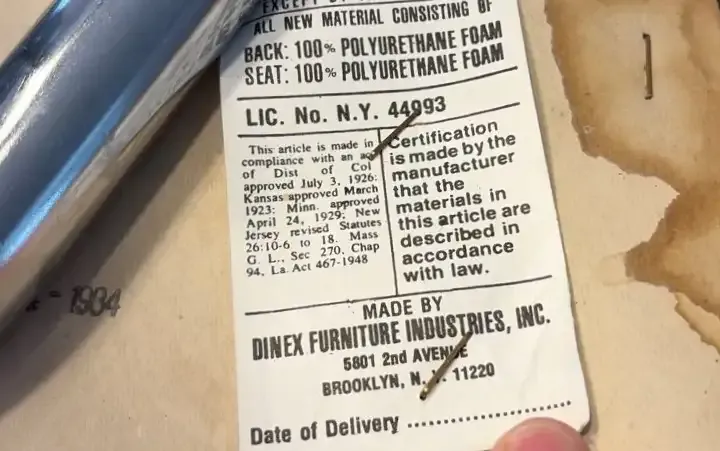 ALL NEW MATERIAL CONSISTING OF
BACK: 100% POLYURETHANE FOAM
SEAT: 100% POLYURETHANE FOAM
LIC. No. N.Y. 44993
This article is made in
compliance with an act
of Dist of Col
approved July 3, 1926;
Kansas approved March
1923; Minn. approved
April 24, 1929; New
Jersey revised Statutes
26:10-6 to 18. Mass
G. L., Sec 270, Chap
94, La. Act 467-1948
Certification
is made by the
manufacturer
that the
materials in
this article are
described in
accordance
with law.
MADE BY
DINEX FURNITURE INDUSTRIES, INC.
5801 2nd AVENUE
BROOKLYN, N. Y. 11220
Date of Delivery
1984